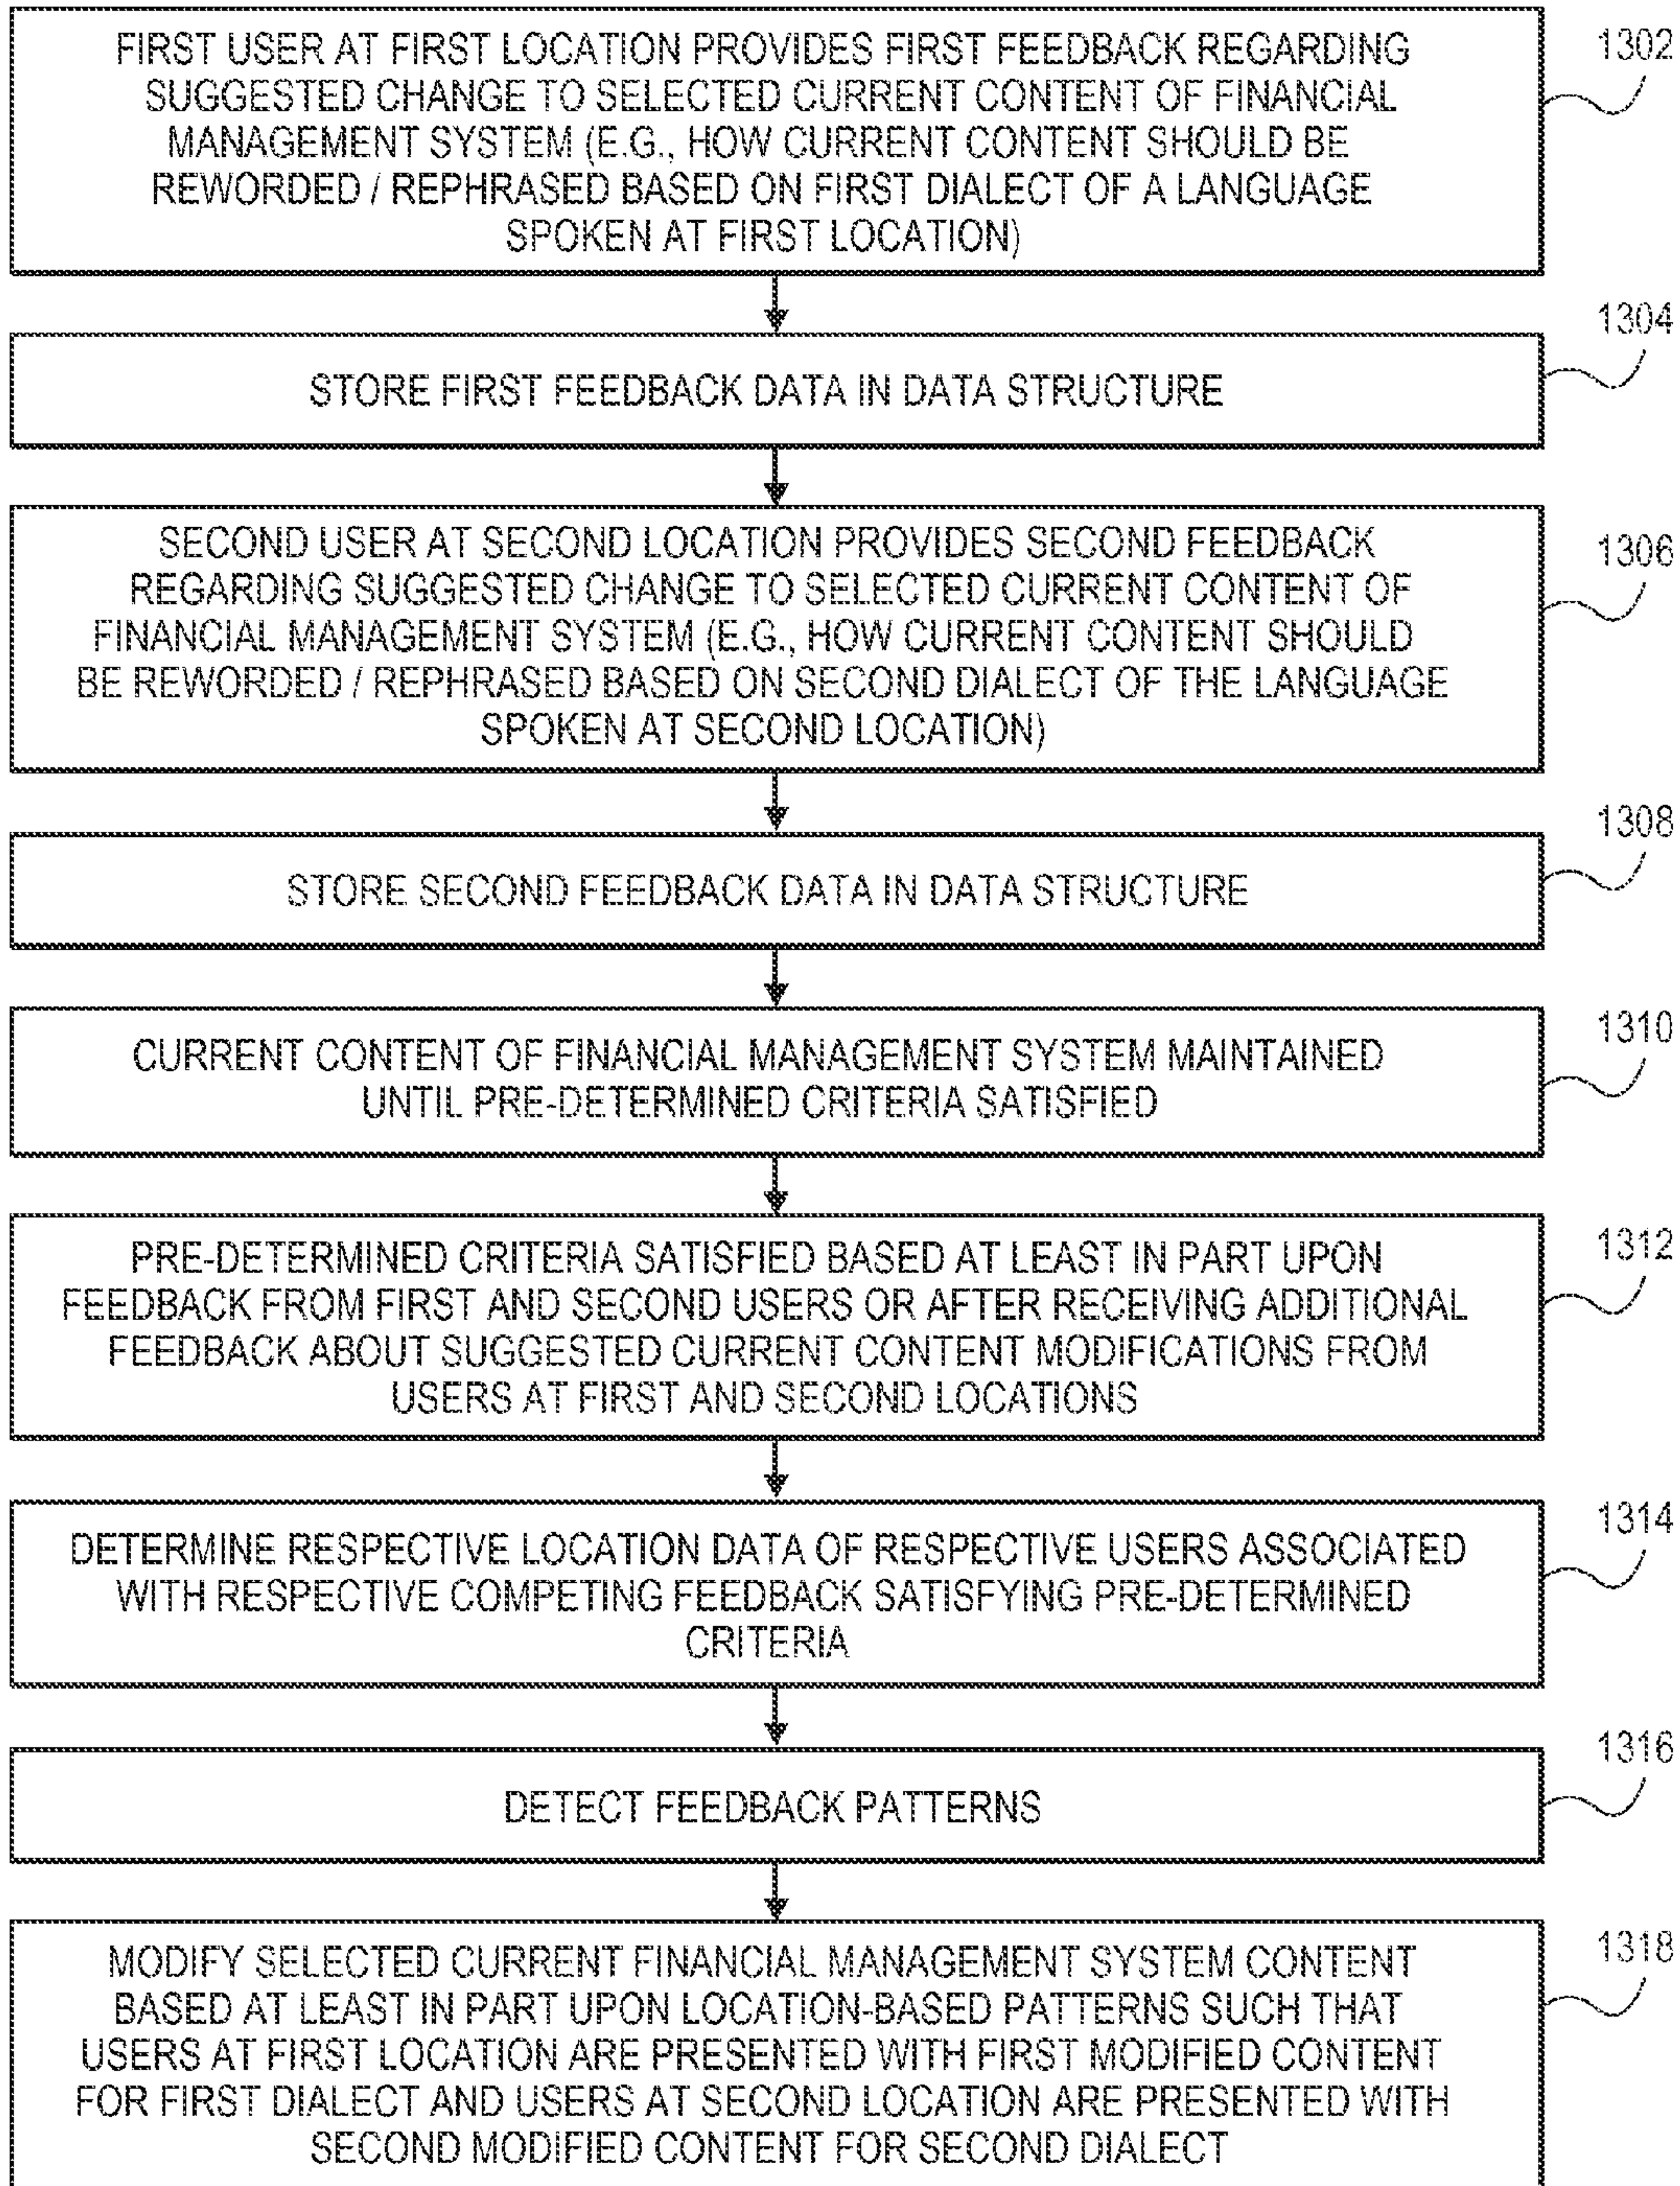 FIRST USER AT FIRST LOCATION PROVIDES FIRST FEEDBACK REGARDING
SUGGESTED CHANGE TO SELECTED CURRENT CONTENT OF FINANCIAL
MANAGEMENT SYSTEM (E.G., HOW CURRENT CONTENT SHOULD BE
REWORDED / REPHRASED BASED ON FIRST DIALECT OF A LANGUAGE
SPOKEN AT FIRST LOCATION)
1302
STORE FIRST FEEDBACK DATA IN DATA STRUCTURE
1304
SECOND USER AT SECOND LOCATION PROVIDES SECOND FEEDBACK
REGARDING SUGGESTED CHANGE TO SELECTED CURRENT CONTENT OF
FINANCIAL MANAGEMENT SYSTEM (E.G., HOW CURRENT CONTENT SHOULD
BE REWORDED / REPHRASED BASED ON SECOND DIALECT OF THE LANGUAGE
SPOKEN AT SECOND LOCATION)
1306
STORE SECOND FEEDBACK DATA IN DATA STRUCTURE
1308
CURRENT CONTENT OF FINANCIAL MANAGEMENT SYSTEM MAINTAINED
UNTIL PRE-DETERMINED CRITERIA SATISFIED
1310
PRE-DETERMINED CRITERIA SATISFIED BASED AT LEAST IN PART UPON
FEEDBACK FROM FIRST AND SECOND USERS OR AFTER RECEIVING ADDITIONAL
FEEDBACK ABOUT SUGGESTED CURRENT CONTENT MODIFICATIONS FROM
USERS AT FIRST AND SECOND LOCATIONS
1312
DETERMINE RESPECTIVE LOCATION DATA OF RESPECTIVE USERS ASSOCIATED
WITH RESPECTIVE COMPETING FEEDBACK SATISFYING PRE-DETERMINED
CRITERIA
1314
DETECT FEEDBACK PATTERNS
1316
MODIFY SELECTED CURRENT FINANCIAL MANAGEMENT SYSTEM CONTENT
BASED AT LEAST IN PART UPON LOCATION-BASED PATTERNS SUCH THAT
USERS AT FIRST LOCATION ARE PRESENTED WITH FIRST MODIFIED CONTENT
FOR FIRST DIALECT AND USERS AT SECOND LOCATION ARE PRESENTED WITH
SECOND MODIFIED CONTENT FOR SECOND DIALECT
1318